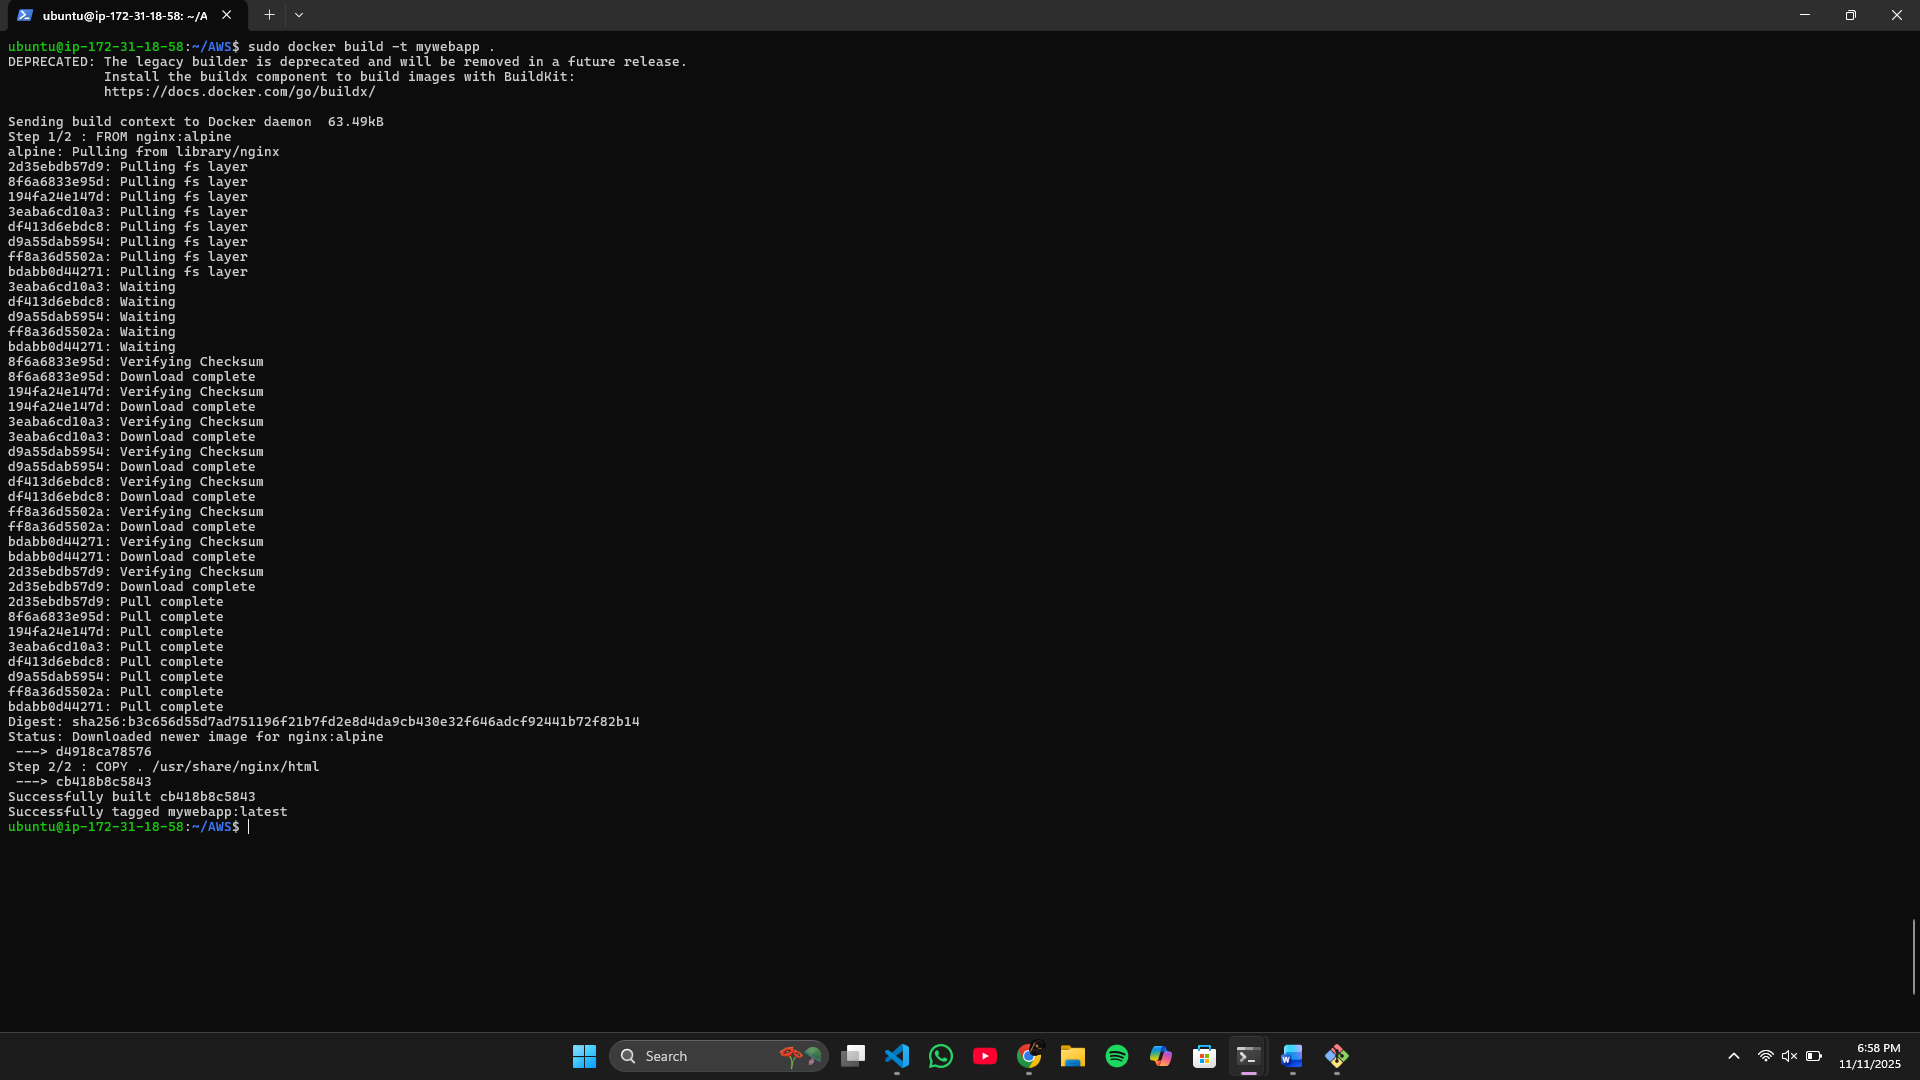 ubuntu@ip-172-31-18-58: ~/A
ubuntu@ip-172-31-18-58:~/AWS$ sudo docker build -t mywebapp .
DEPRECATED: The legacy builder is deprecated and will be removed in a future release.
            Install the buildx component to build images with BuildKit:
            https://docs.docker.com/go/buildx/
Sending build context to Docker daemon  63.49kB
Step 1/2 : FROM nginx:alpine
alpine: Pulling from library/nginx
2d35ebdb57d9: Pulling fs layer
8f6a6833e95d: Pulling fs layer
194fa24e147d: Pulling fs layer
3eaba6cd10a3: Pulling fs layer
df413d6ebdc8: Pulling fs layer
d9a55dab5954: Pulling fs layer
ff8a36d5502a: Pulling fs layer
bdabb0d44271: Pulling fs layer
3eaba6cd10a3: Waiting
df413d6ebdc8: Waiting
d9a55dab5954: Waiting
ff8a36d5502a: Waiting
bdabb0d44271: Waiting
8f6a6833e95d: Verifying Checksum
8f6a6833e95d: Download complete
194fa24e147d: Verifying Checksum
194fa24e147d: Download complete
3eaba6cd10a3: Verifying Checksum
3eaba6cd10a3: Download complete
d9a55dab5954: Verifying Checksum
d9a55dab5954: Download complete
df413d6ebdc8: Verifying Checksum
df413d6ebdc8: Download complete
ff8a36d5502a: Verifying Checksum
ff8a36d5502a: Download complete
bdabb0d44271: Verifying Checksum
bdabb0d44271: Download complete
2d35ebdb57d9: Verifying Checksum
2d35ebdb57d9: Download complete
2d35ebdb57d9: Pull complete
8f6a6833e95d: Pull complete
194fa24e147d: Pull complete
3eaba6cd10a3: Pull complete
df413d6ebdc8: Pull complete
d9a55dab5954: Pull complete
ff8a36d5502a: Pull complete
bdabb0d44271: Pull complete
Digest: sha256:b3c656d55d7ad751196f21b7fd2e8d4da9cb430e32f646adcf92441b72f82b14
Status: Downloaded newer image for nginx:alpine
 ---> d4918ca78576
Step 2/2 : COPY . /usr/share/nginx/html
 ---> cb418b8c5843
Successfully built cb418b8c5843
Successfully tagged mywebapp:latest
ubuntu@ip-172-31-18-58:~/AWS$
Search
6:58 PM
11/11/2025